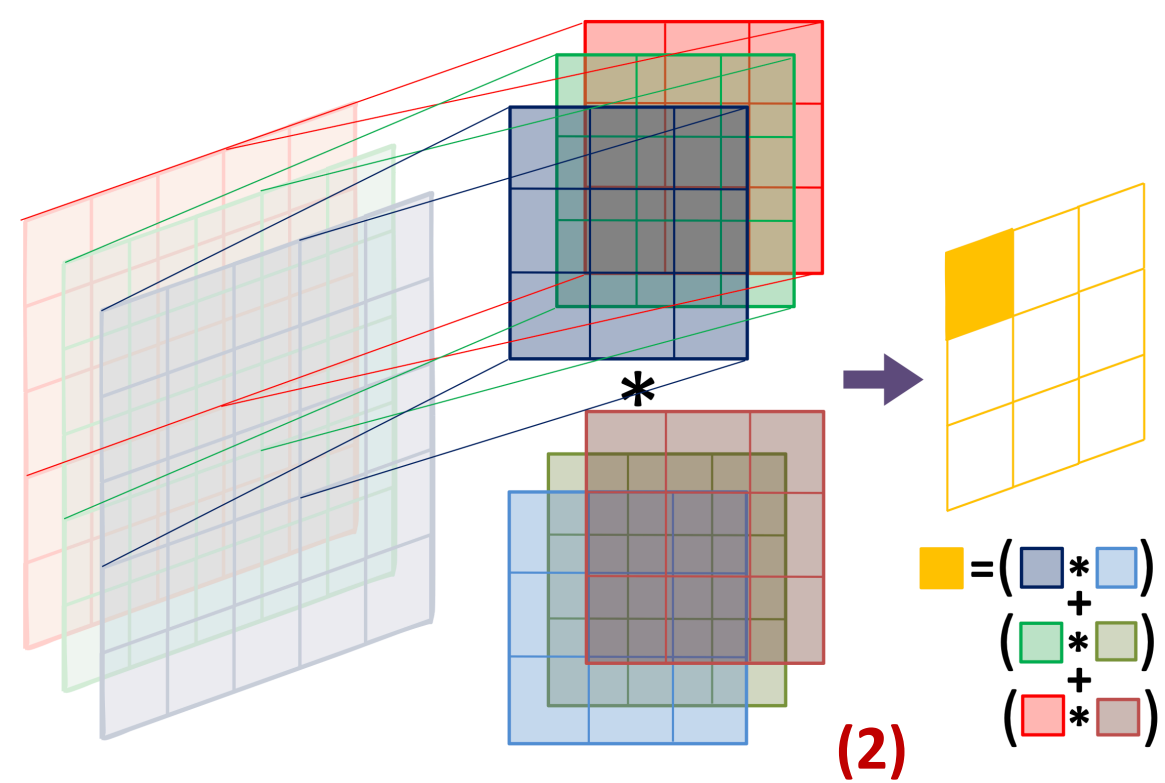 *
= ( * )
+
( * )
+
( * )
(2)